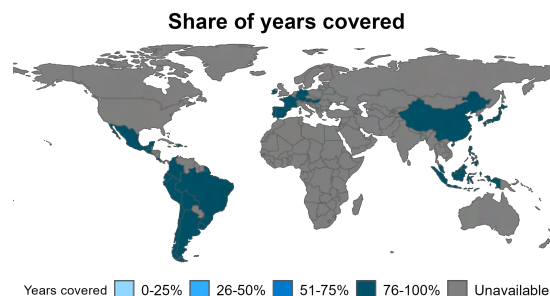 Share of years covered
Years covered 0-25% 26-50% 51-75% 76-100% Unavailable